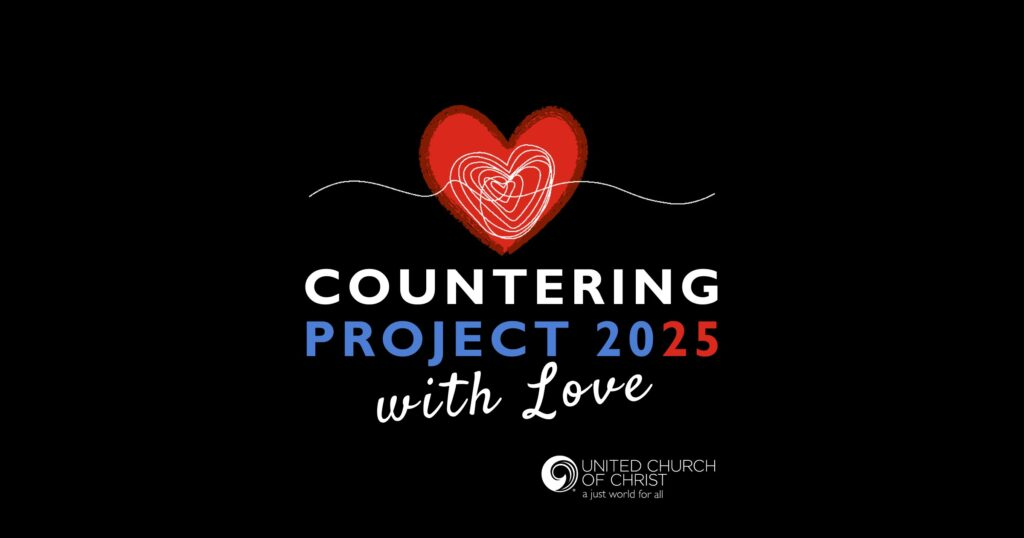 COUNTERING
PROJECT 2025
with Love
UNITED CHURCH
OF CHRIST
a just world for all